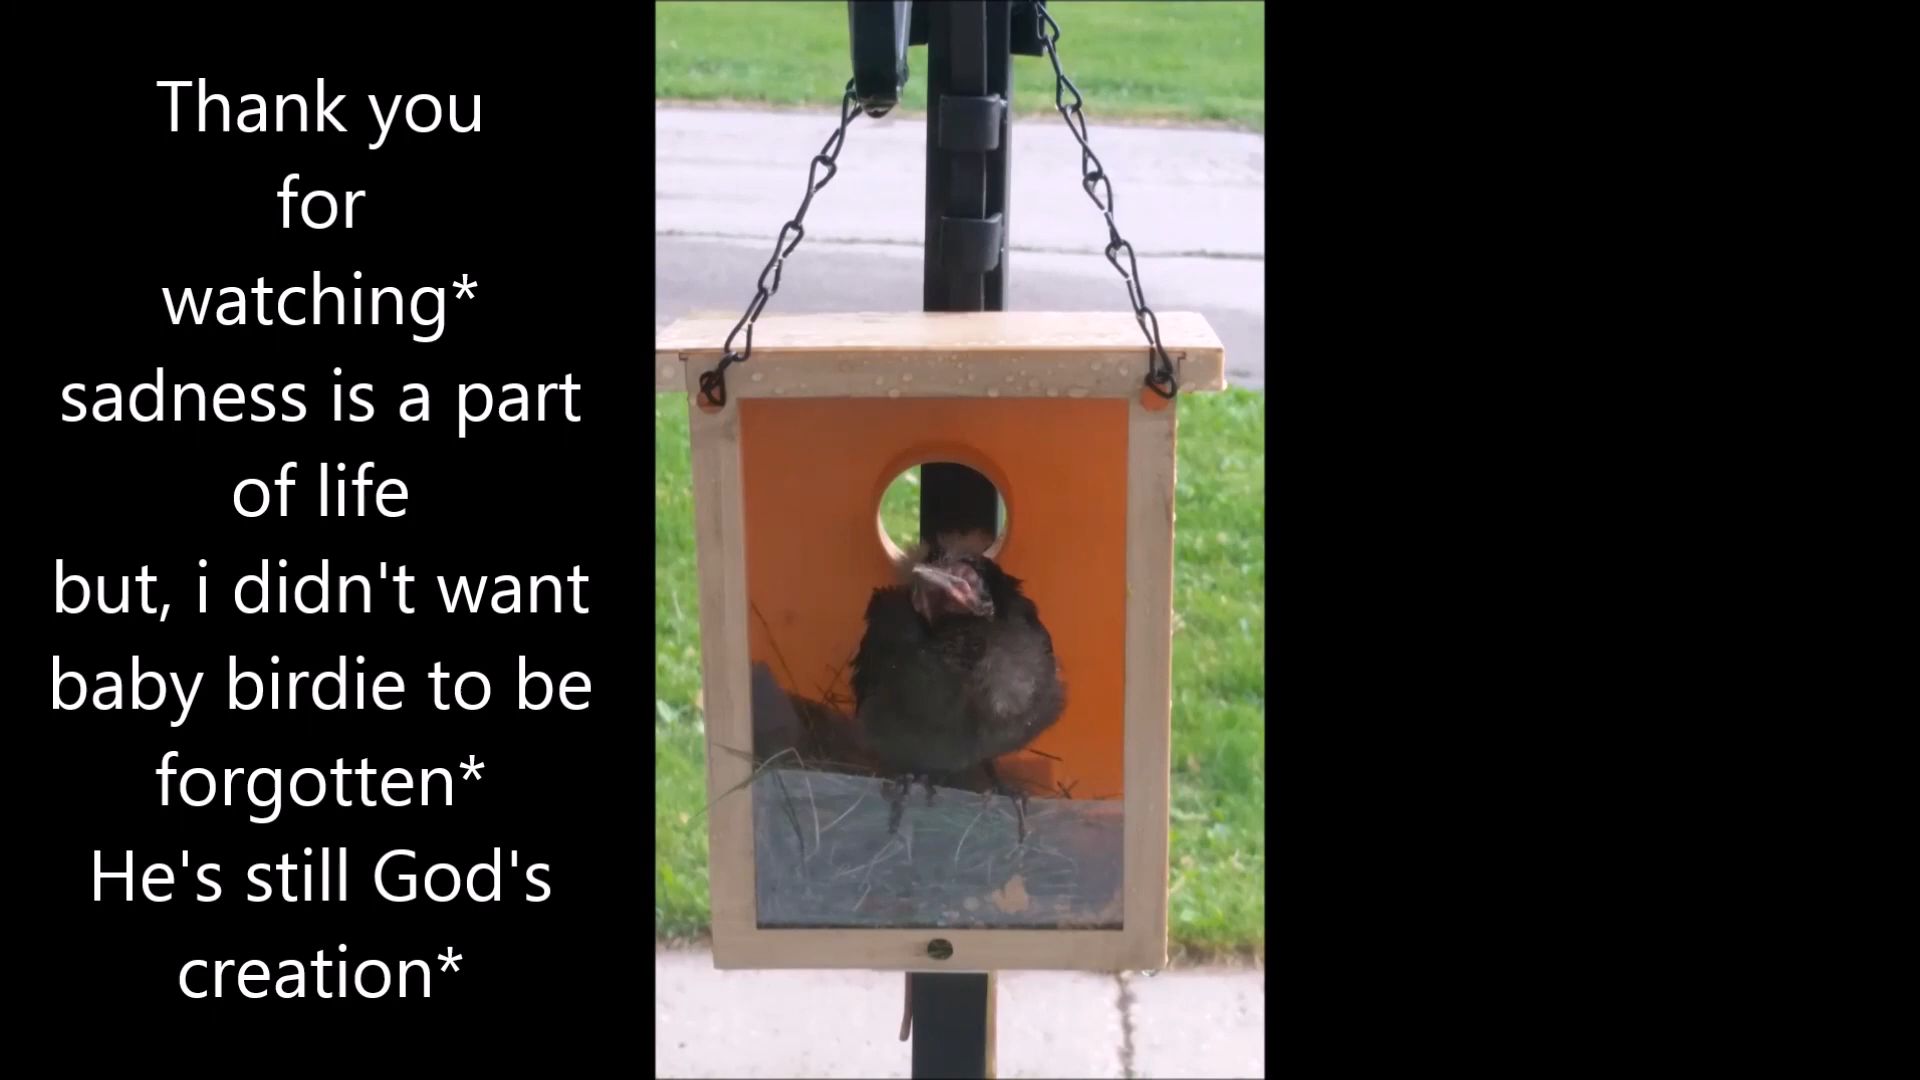 Thank you
for
watching*
sadness is a part
of life
but, i didn't want
baby birdie to be
forgotten*
He's still God's
creation*